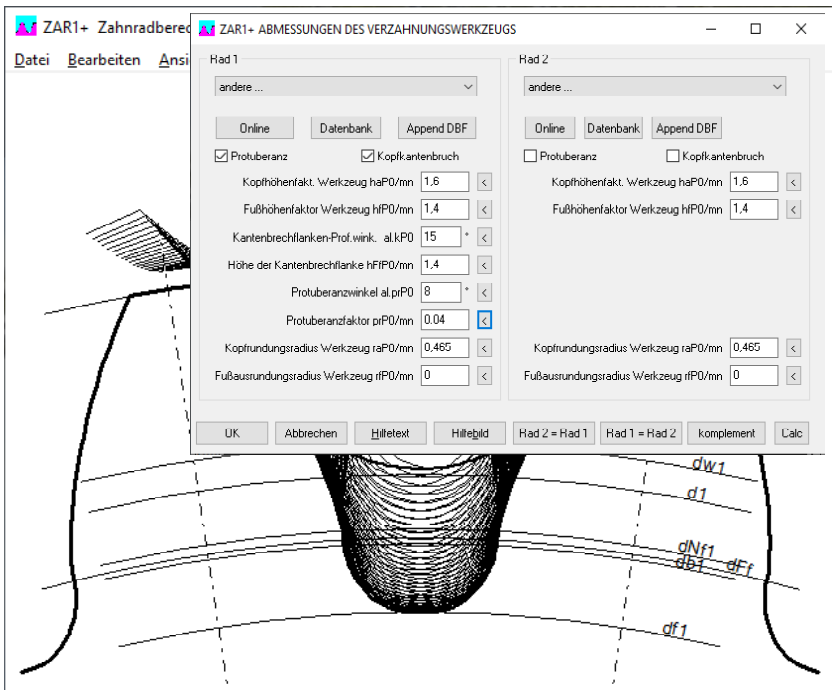 ZAR1+ Zahnradberec
Datei Bearbeiten Ansi
ZAR1+ ABMESSUNGEN DES VERZAHNUNGSWERKZEUGS
Rad 1
andere ...
Online Datenbank Append DBF
Protuberanz Kopfkantenbruch
Kopfhöhenfakt. Werkzeug haP0/mn 1,6 <
Fußhöhenfaktor Werkzeug hfP0/mn 1,4 <
Kantenbrechflanken-Prof.wink. al.kP0 15 ° <
Höhe der Kantenbrechflanke hFfP0/mn 1,4 <
Protuberanzwinkel al.prP0 8 ° <
Protuberanzfaktor prP0/mn 0.04 <
Kopfrundungsradius Werkzeug raP0/mn 0,465 <
Fußausrundungsradius Werkzeug rfP0/mn 0 <
Rad 2
andere ...
Online Datenbank Append DBF
Protuberanz Kopfkantenbruch
Kopfhöhenfakt. Werkzeug haP0/mn 1,6 <
Fußhöhenfaktor Werkzeug hfP0/mn 1,4 <
Kopfrundungsradius Werkzeug raP0/mn 0,465 <
Fußausrundungsradius Werkzeug rfP0/mn 0 <
OK Abbrechen Hilfetext Hilfebild Rad 2 = Rad 1 Rad 1 = Rad 2 komplement Calc
dw1
d1
dNf1
db1 dFf
df1